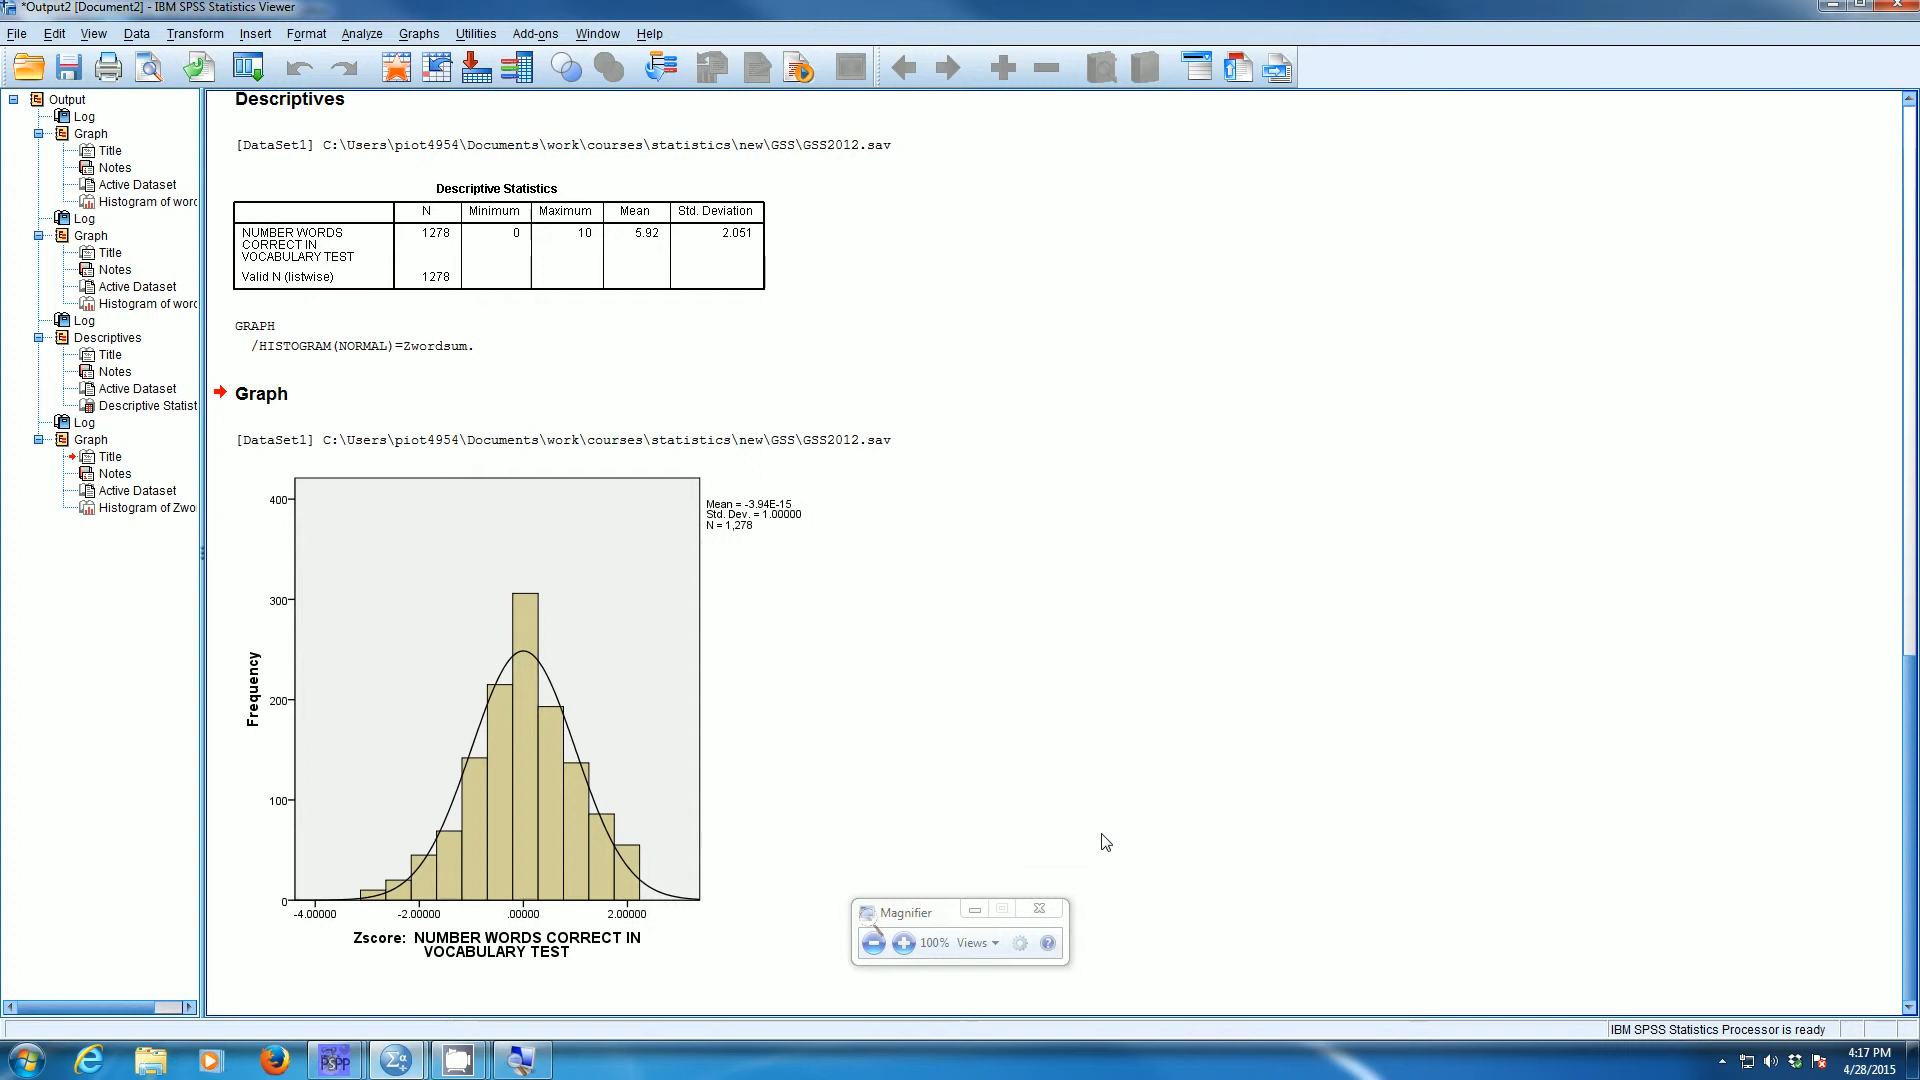 *Output2 [Document2] - IBM SPSS Statistics Viewer
File Edit View Data Transform Insert Format Analyze Graphs Utilities Add-ons Window Help
Output
Log
Graph
Title
Notes
Active Dataset
Histogram of word
Log
Graph
Title
Notes
Active Dataset
Histogram of word
Log
Descriptives
Title
Notes
Active Dataset
Descriptive Statist
Log
Graph
Title
Notes
Active Dataset
Histogram of Zwo
Descriptives
[DataSet1] C:\Users\piot4954\Documents\work\courses\statistics\new\GSS\GSS2012.sav
Descriptive Statistics
N Minimum Maximum Mean Std. Deviation
NUMBER WORDS 1278 0 10 5.92 2.051
CORRECT IN
VOCABULARY TEST
Valid N (listwise) 1278
GRAPH
/HISTOGRAM(NORMAL)=Zwordsum.
Graph
[DataSet1] C:\Users\piot4954\Documents\work\courses\statistics\new\GSS\GSS2012.sav
Mean = -3.94E-15
Std. Dev. = 1.00000
N = 1,278
400
300
200
100
0
Frequency
-4.00000 -2.00000 .00000 2.00000
Zscore: NUMBER WORDS CORRECT IN
VOCABULARY TEST
Magnifier
100% Views
IBM SPSS Statistics Processor is ready
PSPP
4:17 PM
4/28/2015